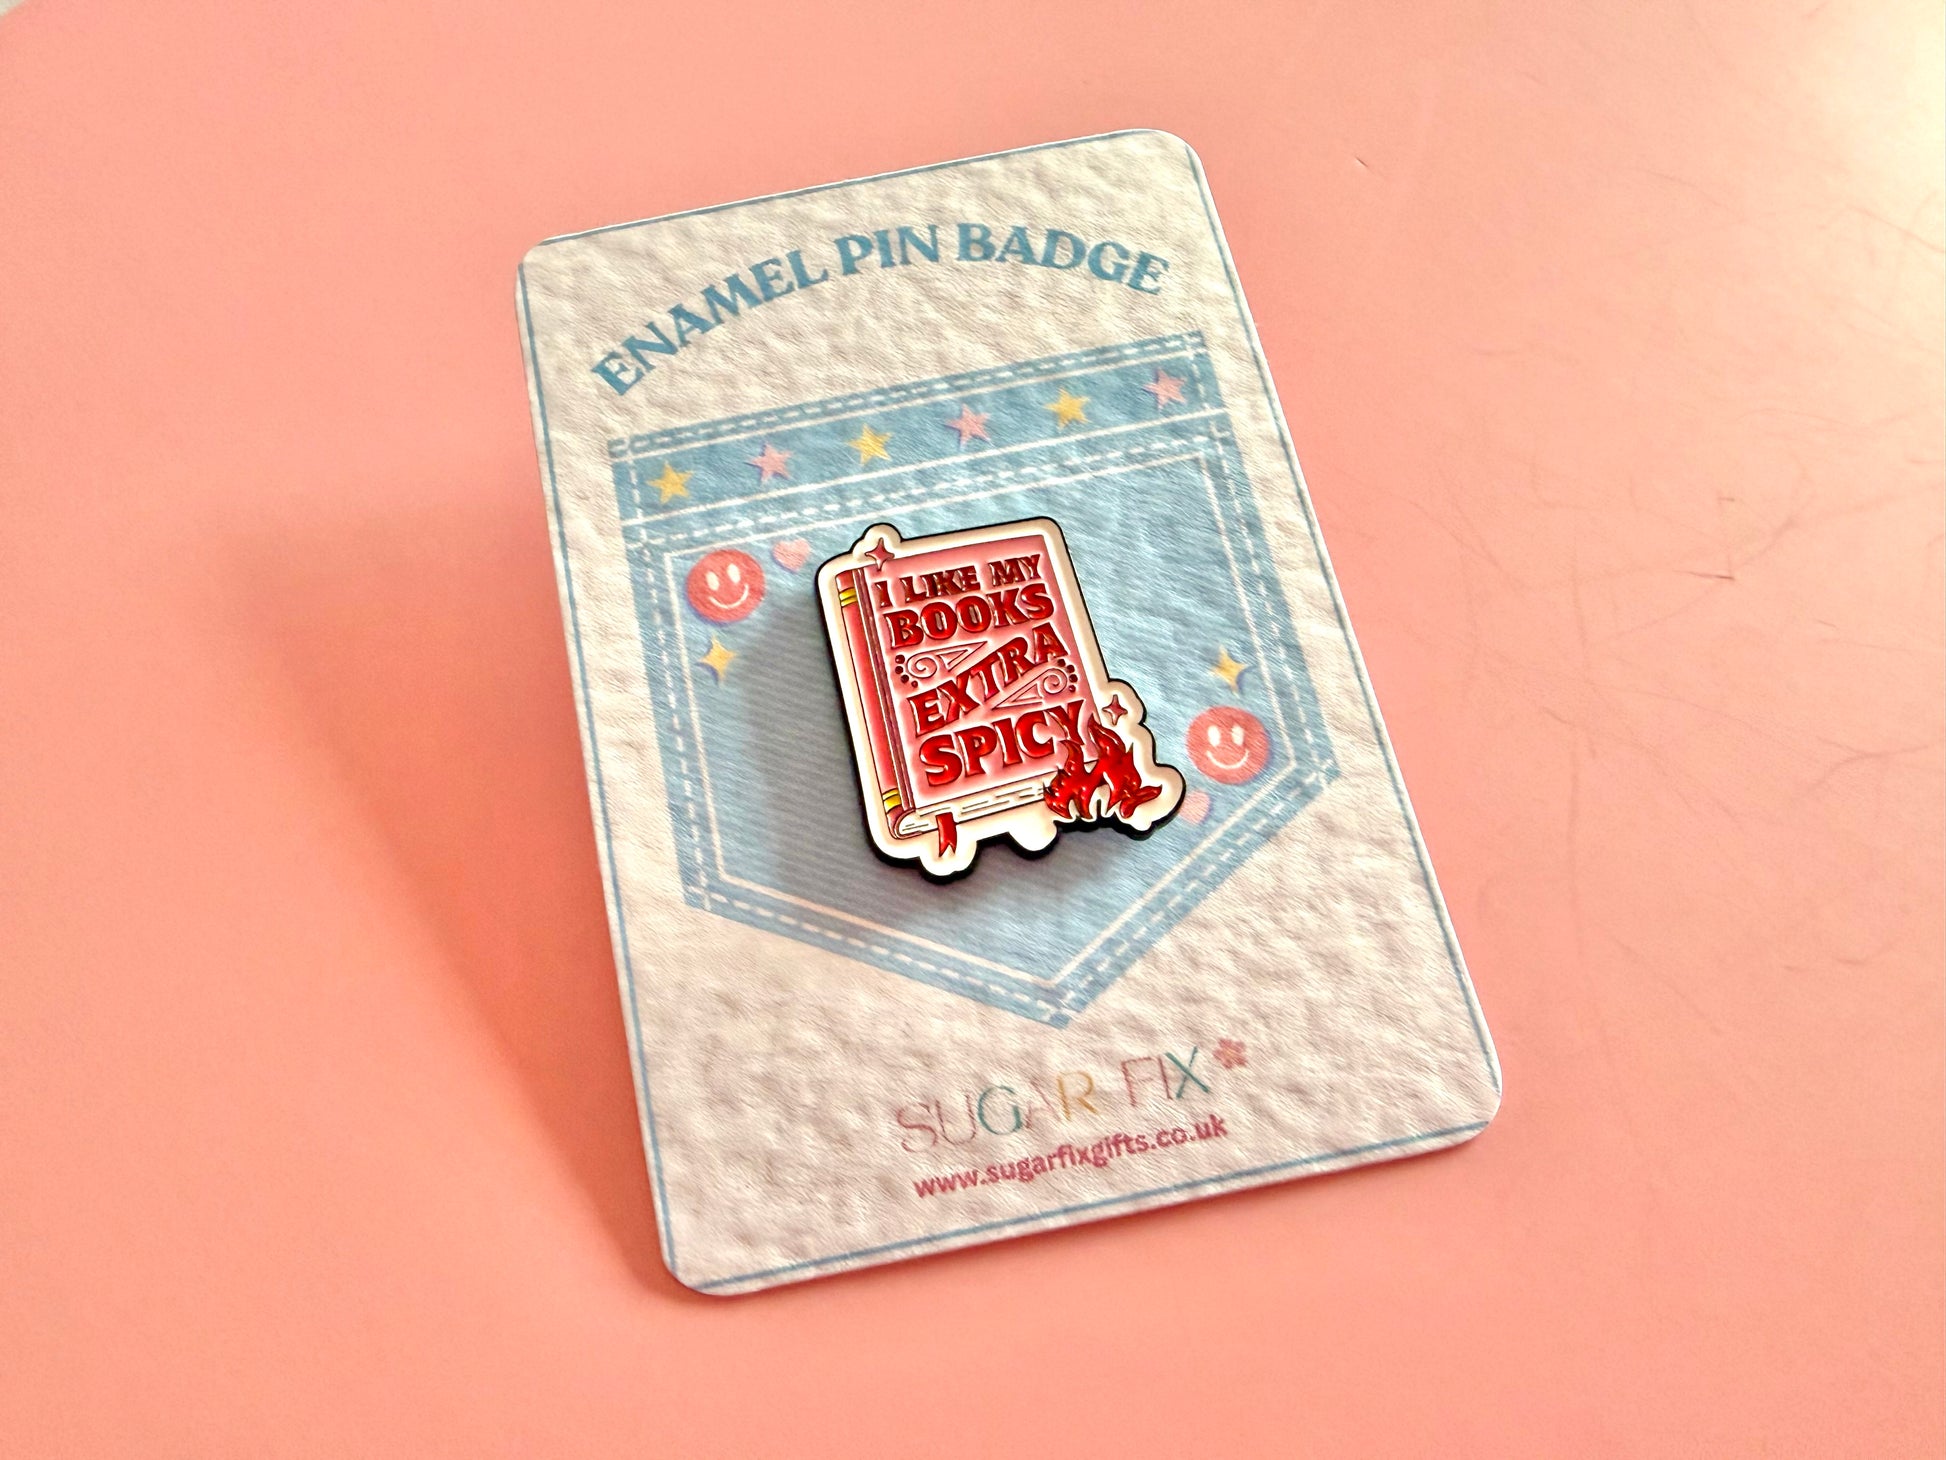 ENAMEL PIN BADGE
I LIKE MY
BOOKS
EXTRA
SPICY
SUGAR FIX
www.sugarfixgifts.co.uk